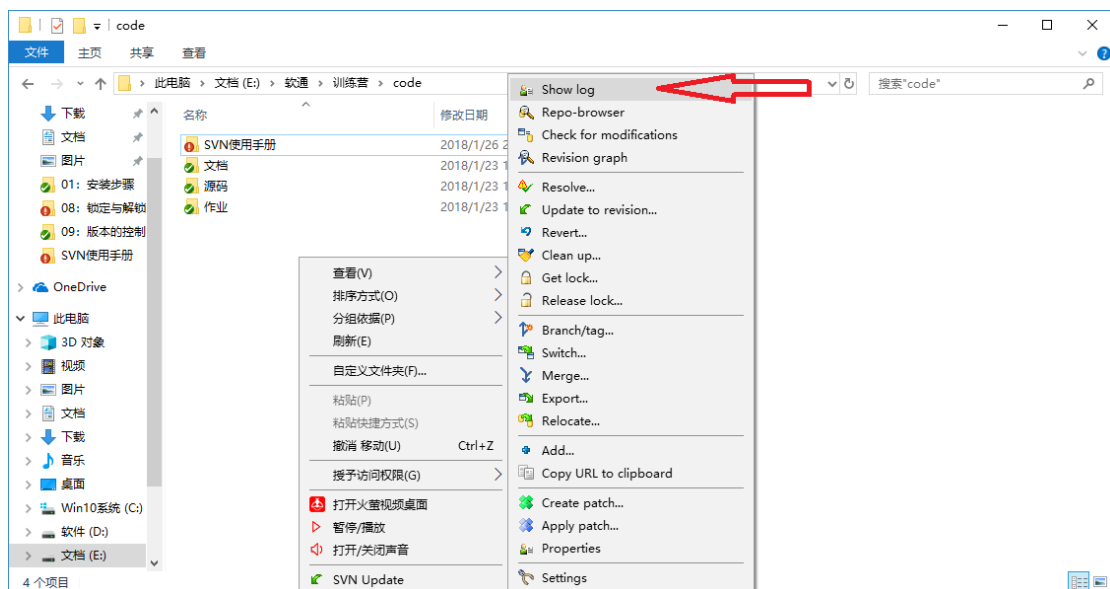 code
文件 主页 共享 查看
此电脑 › 文档 (E:) › 软通 › 训练营 › code
搜索"code"
下载
文档
图片
01：安装步骤
08：锁定与解锁
09：版本的控制
SVN使用手册
OneDrive
此电脑
3D 对象
视频
图片
文档
下载
音乐
桌面
Win10系统 (C:)
软件 (D:)
文档 (E:)
4 个项目
名称 修改日期
SVN使用手册 2018/1/26 2
文档 2018/1/23 1
源码 2018/1/23 1
作业 2018/1/23 1
查看(V)
排序方式(O)
分组依据(P)
刷新(E)
自定义文件夹(F)...
粘贴(P)
粘贴快捷方式(S)
撤消 移动(U) Ctrl+Z
授予访问权限(G)
打开火萤视频桌面
暂停/播放
打开/关闭声音
SVN Update
Show log
Repo-browser
Check for modifications
Revision graph
Resolve...
Update to revision...
Revert...
Clean up...
Get lock...
Release lock...
Branch/tag...
Switch...
Merge...
Export...
Relocate...
Add...
Copy URL to clipboard
Create patch...
Apply patch...
Properties
Settings